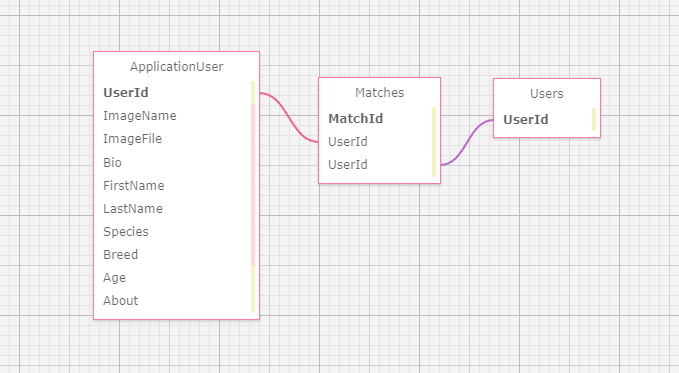 ApplicationUser
UserId
ImageName
ImageFile
Bio
FirstName
LastName
Species
Breed
Age
About
Matches
MatchId
UserId
UserId
Users
UserId